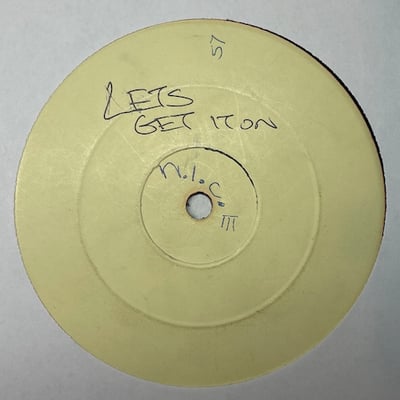 57
LETS
GET IT ON
n.I.C.
III